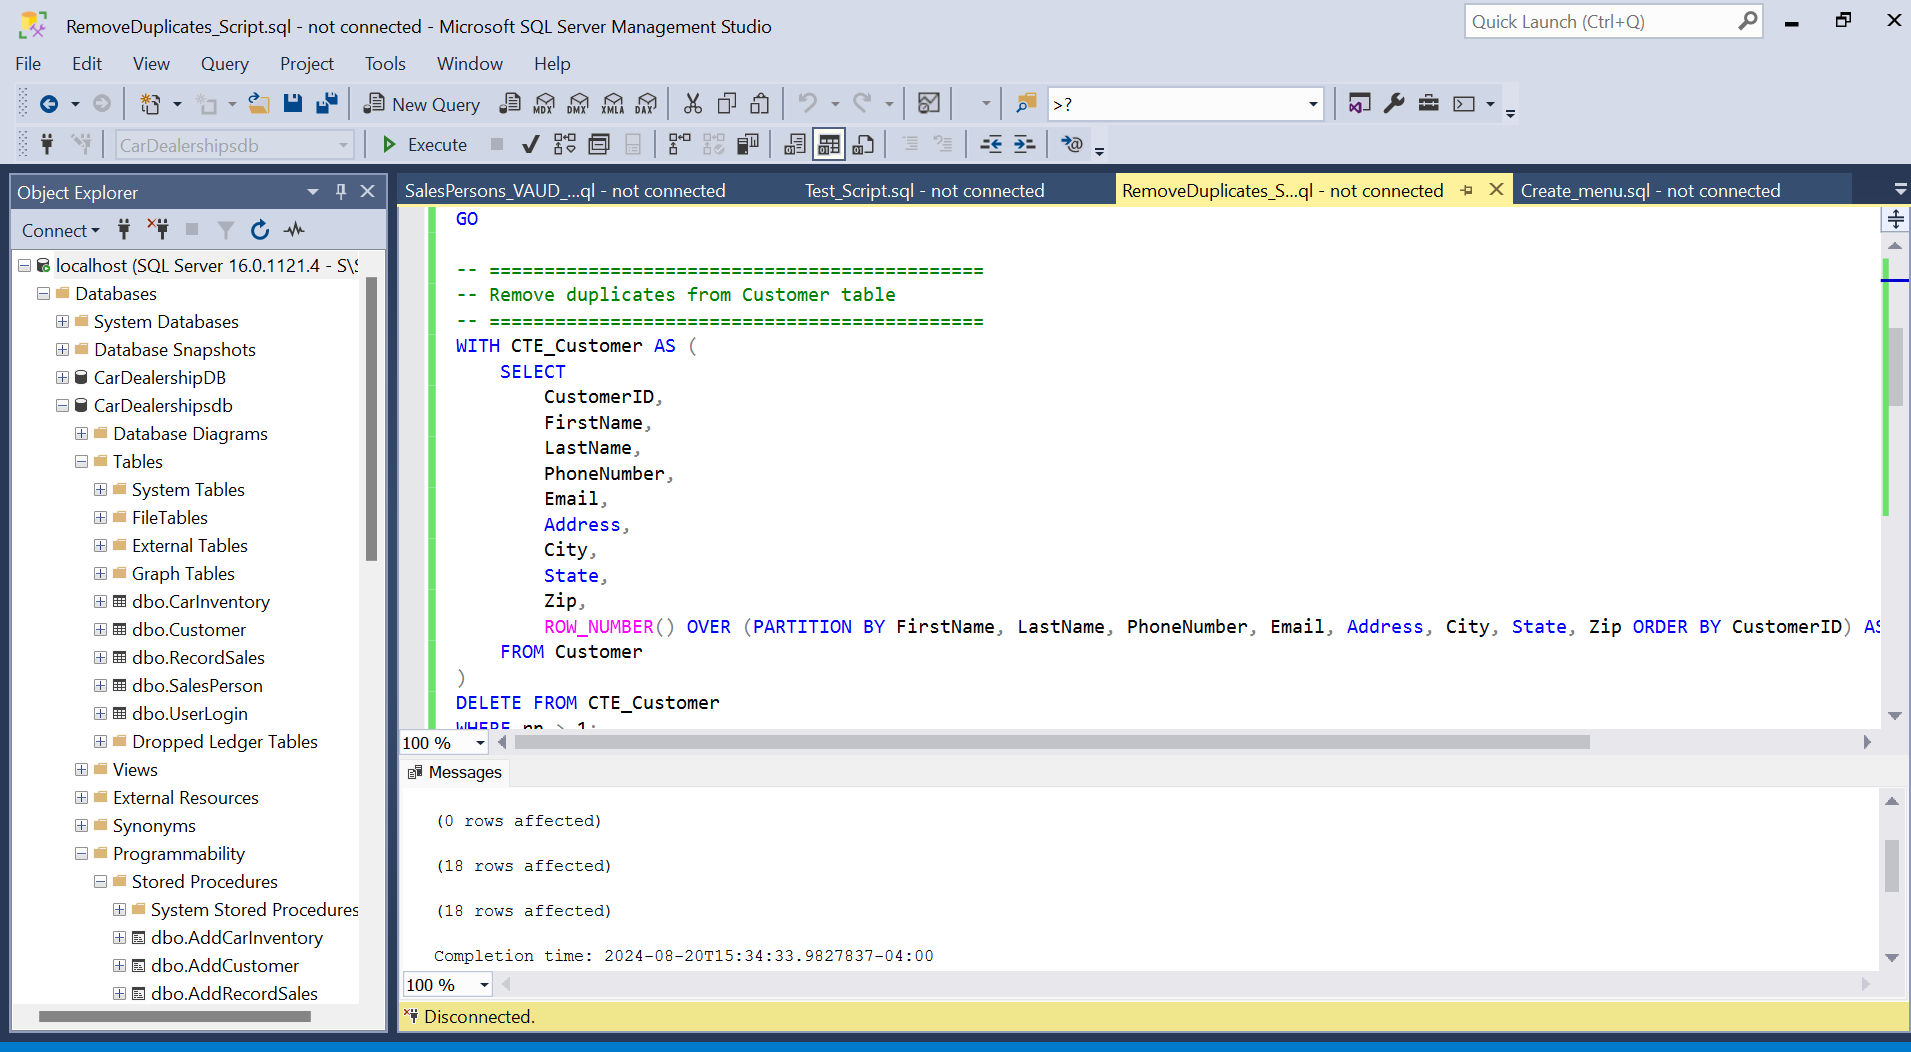 RemoveDuplicates_Script.sql - not connected - Microsoft SQL Server Management Studio
Quick Launch (Ctrl+Q)
File Edit View Query Project Tools Window Help
New Query MDX DMX XMLA DAX >?
CarDealershipsdb Execute
Object Explorer
Connect
localhost (SQL Server 16.0.1121.4 - S\S
Databases
System Databases
Database Snapshots
CarDealershipDB
CarDealershipsdb
Database Diagrams
Tables
System Tables
FileTables
External Tables
Graph Tables
dbo.CarInventory
dbo.Customer
dbo.RecordSales
dbo.SalesPerson
dbo.UserLogin
Dropped Ledger Tables
Views
External Resources
Synonyms
Programmability
Stored Procedures
System Stored Procedures
dbo.AddCarInventory
dbo.AddCustomer
dbo.AddRecordSales
SalesPersons_VAUD_...ql - not connected Test_Script.sql - not connected RemoveDuplicates_S...ql - not connected Create_menu.sql - not connected
GO
-- =============================================
-- Remove duplicates from Customer table
-- =============================================
WITH CTE_Customer AS (
SELECT
CustomerID,
FirstName,
LastName,
PhoneNumber,
Email,
Address,
City,
State,
Zip,
ROW_NUMBER() OVER (PARTITION BY FirstName, LastName, PhoneNumber, Email, Address, City, State, Zip ORDER BY CustomerID) AS
FROM Customer
)
DELETE FROM CTE_Customer
WHERE rn > 1;
100 %
Messages
(0 rows affected)
(18 rows affected)
(18 rows affected)
Completion time: 2024-08-20T15:34:33.9827837-04:00
100 %
Disconnected.